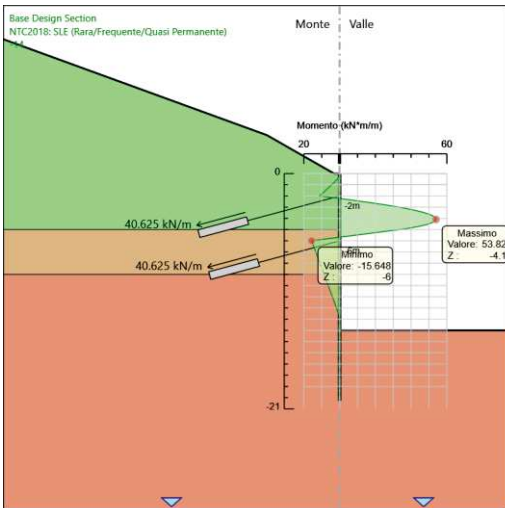 Base Design Section
NTC2018: SLE (Rara/Frequente/Quasi Permanente)
Monte
Valle
Momento (kN*m/m)
20
0
60
0
-2m
40.625 kN/m
Massimo
Valore: 53.82
Z : -4.1
40.625 kN/m
Minimo
Valore: -15.648
Z : -6
-21